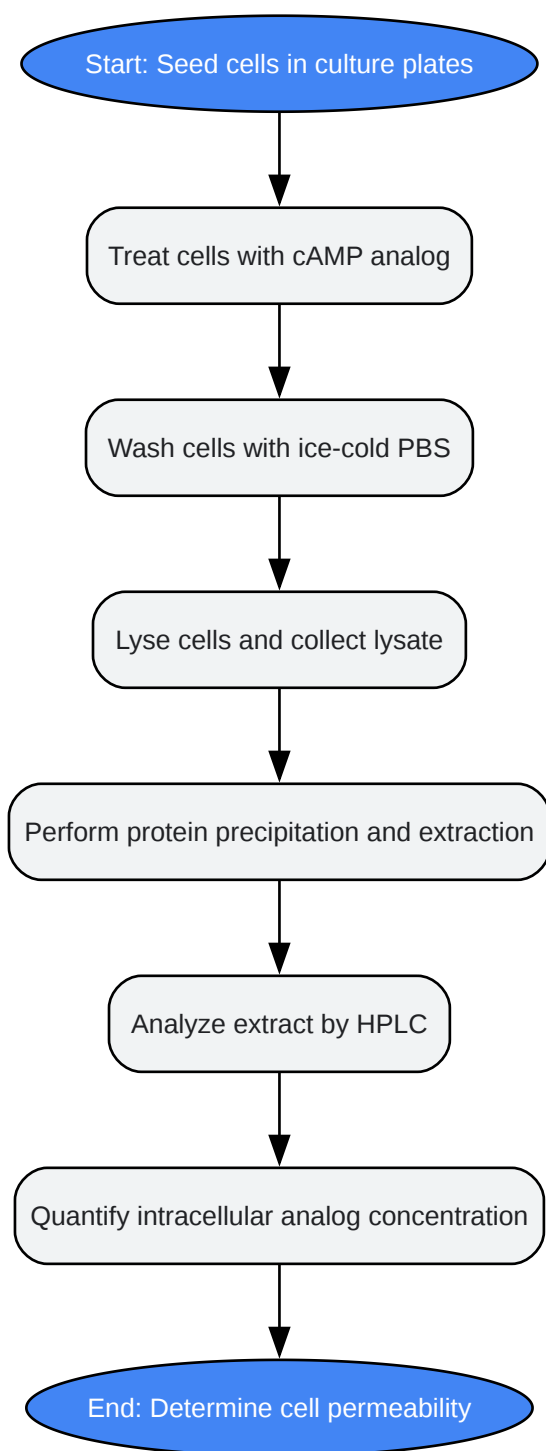 Start: Seed cells in culture plates
Treat cells with cAMP analog
Wash cells with ice-cold PBS
Lyse cells and collect lysate
Perform protein precipitation and extraction
Analyze extract by HPLC
Quantify intracellular analog concentration
End: Determine cell permeability